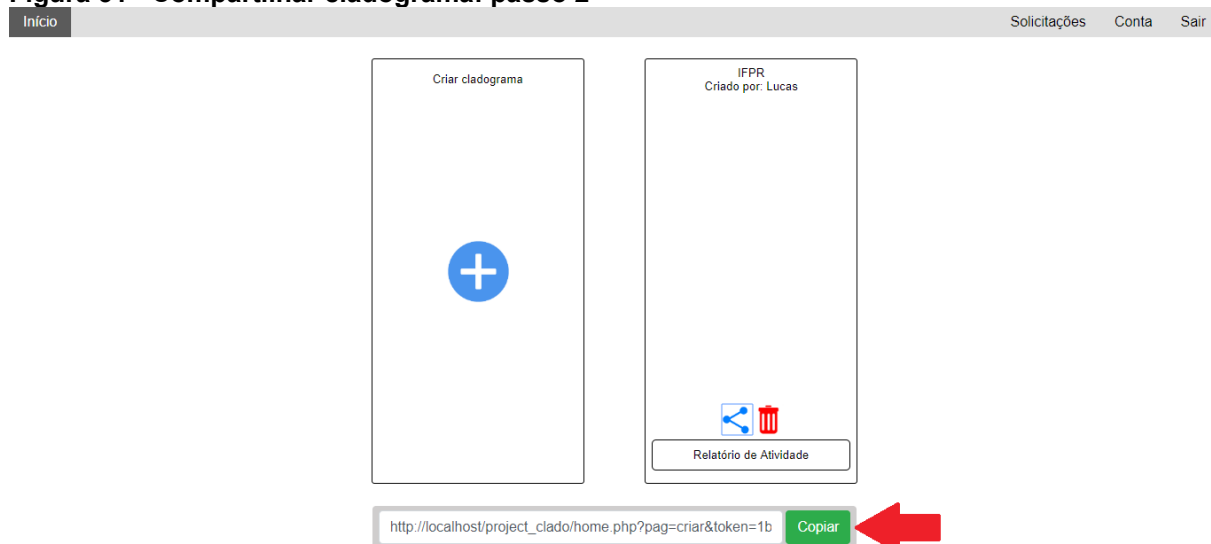 Início
Solicitações Conta Sair
Criar cladograma
IFPR
Criado por: Lucas
Relatório de Atividade
http://localhost/project_clado/home.php?pag=criar&token=1b
Copiar